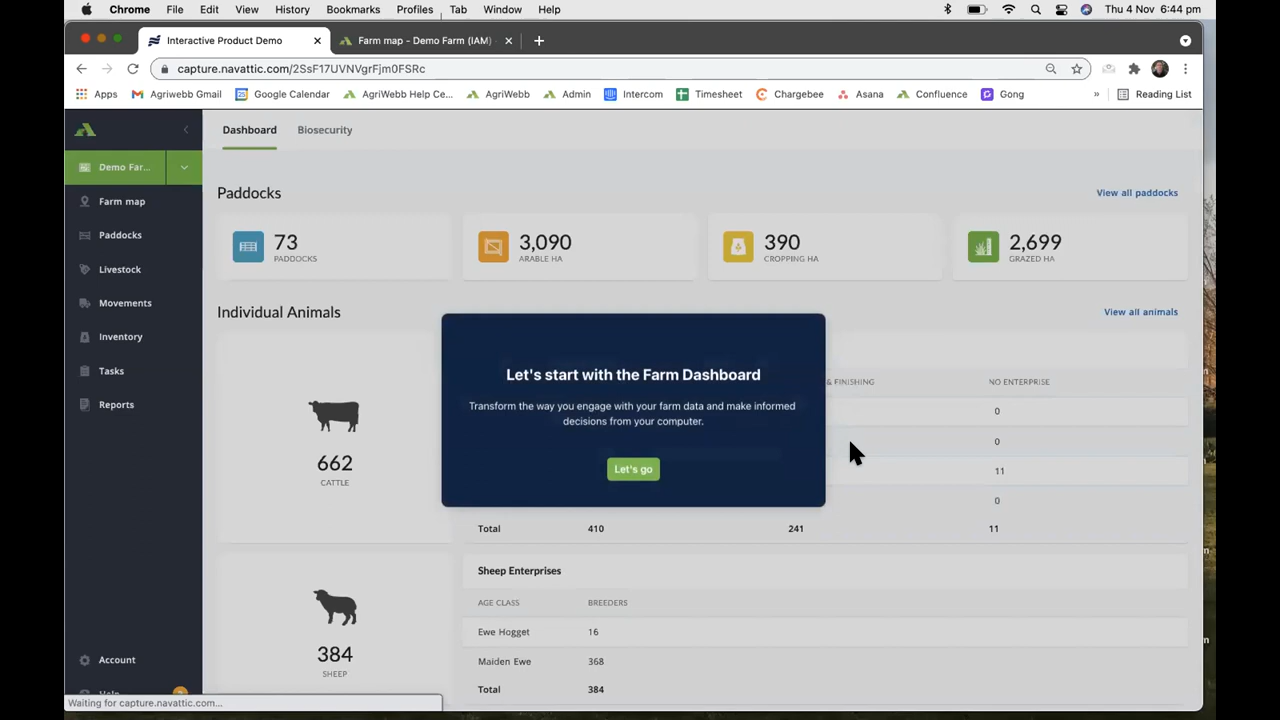 Chrome File Edit View History Bookmarks Profiles Tab Window Help Thu 4 Nov 6:44 pm
Interactive Product Demo Farm map - Demo Farm (IAM)
capture.navattic.com/2SsF17UVNVgrFjm0FSRc
Apps Agriwebb Gmail Google Calendar AgriWebb Help Ce... AgriWebb Admin Intercom Timesheet Chargebee Asana Confluence Gong » Reading List
Dashboard Biosecurity
Demo Far...
Farm map
Paddocks
Livestock
Movements
Inventory
Tasks
Reports
Account
Paddocks View all paddocks
73 3,090 390 2,699
PADDOCKS ARABLE HA CROPPING HA GRAZED HA
Individual Animals View all animals
& FINISHING NO ENTERPRISE
0
0
11
0
Total 410 241 11
662
CATTLE
Let's start with the Farm Dashboard
Transform the way you engage with your farm data and make informed
decisions from your computer.
Let's go
Sheep Enterprises
AGE CLASS BREEDERS
Ewe Hogget 16
Maiden Ewe 368
Total 384
384
SHEEP
Waiting for capture.navattic.com...